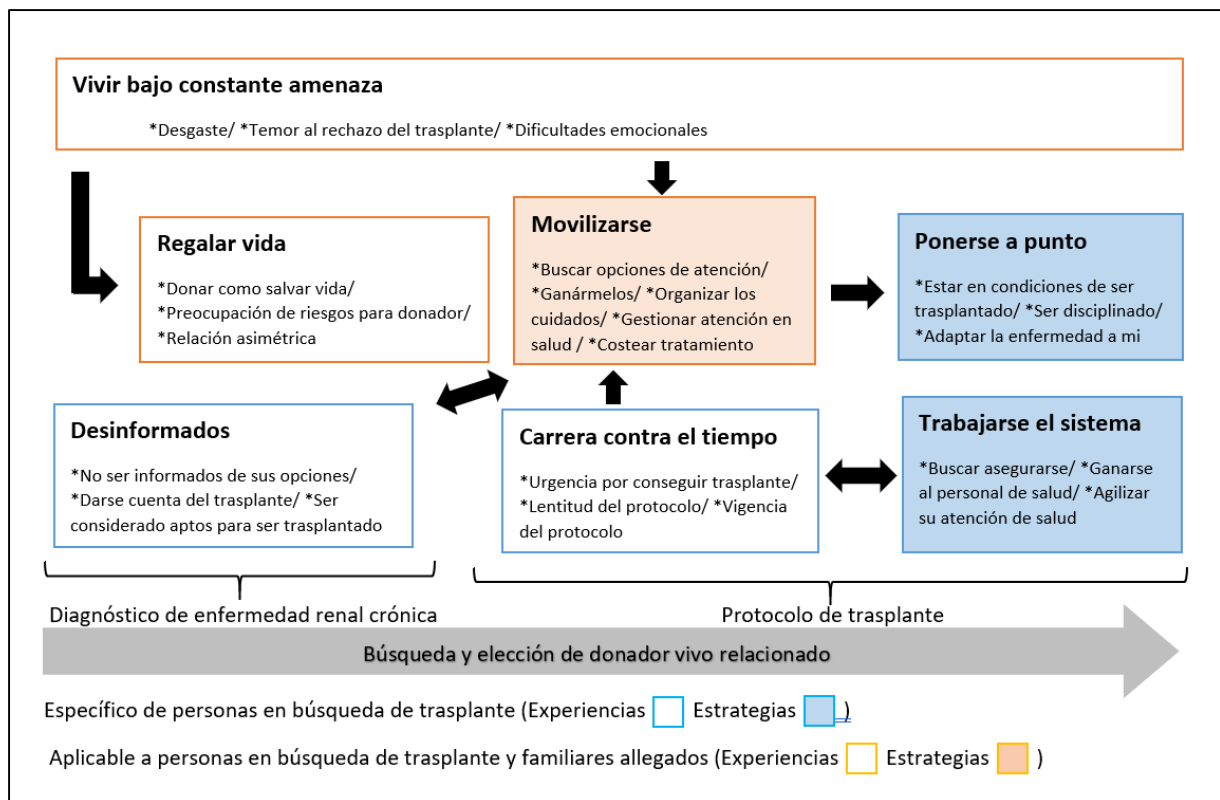 Vivir bajo constante amenaza
*Desgaste/ *Temor al rechazo del trasplante/ *Dificultades emocionales
Regalar vida
*Donar como salvar vida/
*Preocupación de riesgos para donador/
*Relación asimétrica
Movilizarse
*Buscar opciones de atención/
*Ganármelos/ *Organizar los
cuidados/ *Gestionar atención en
salud / *Costear tratamiento
Ponerse a punto
*Estar en condiciones de ser
trasplantado/ *Ser disciplinado/
*Adaptar la enfermedad a mi
Desinformados
*No ser informados de sus opciones/
*Darse cuenta del trasplante/ *Ser
considerado aptos para ser trasplantado
Carrera contra el tiempo
*Urgencia por conseguir trasplante/
*Lentitud del protocolo/ *Vigencia
del protocolo
Trabajarse el sistema
*Buscar asegurarse/ *Ganarse
al personal de salud/ *Agilizar
su atención de salud
Diagnóstico de enfermedad renal crónica
Protocolo de trasplante
Búsqueda y elección de donador vivo relacionado
Específico de personas en búsqueda de trasplante (Experiencias Estrategias )
Aplicable a personas en búsqueda de trasplante y familiares allegados (Experiencias Estrategias )